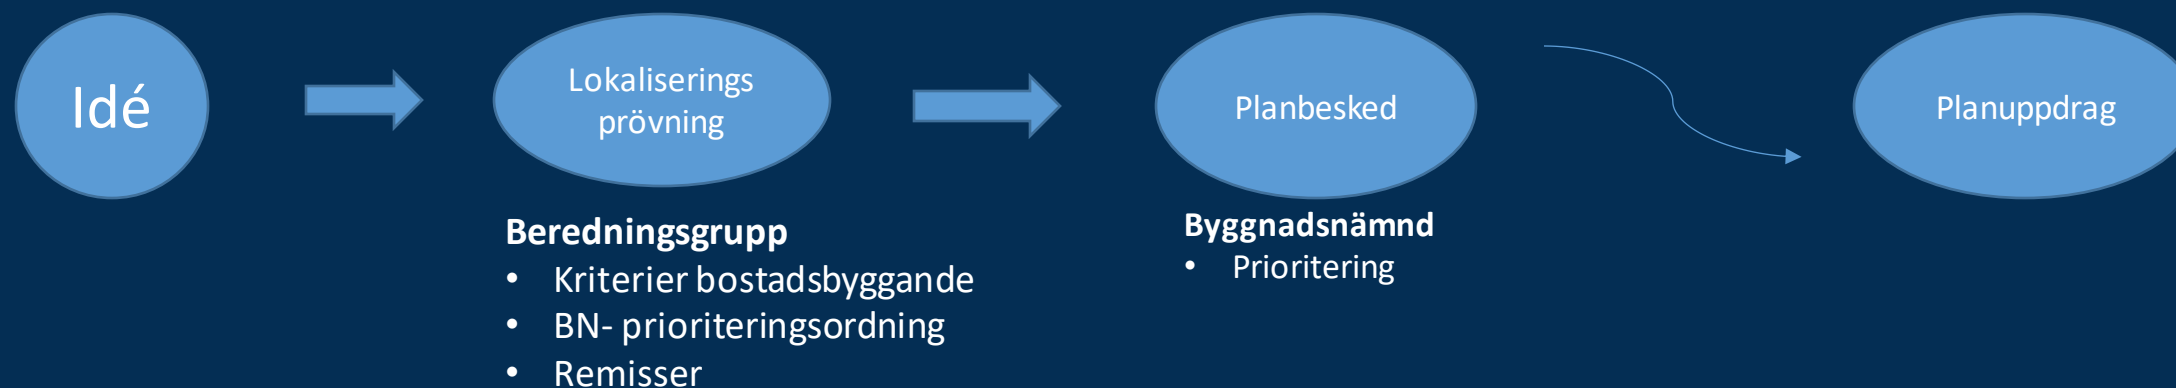 Idé
Lokaliserings
prövning
Planbesked
Planuppdrag
Beredningsgrupp
• Kriterier bostadsbyggande
• BN- prioriteringsordning
• Remisser
Byggnadsnämnd
• Prioritering